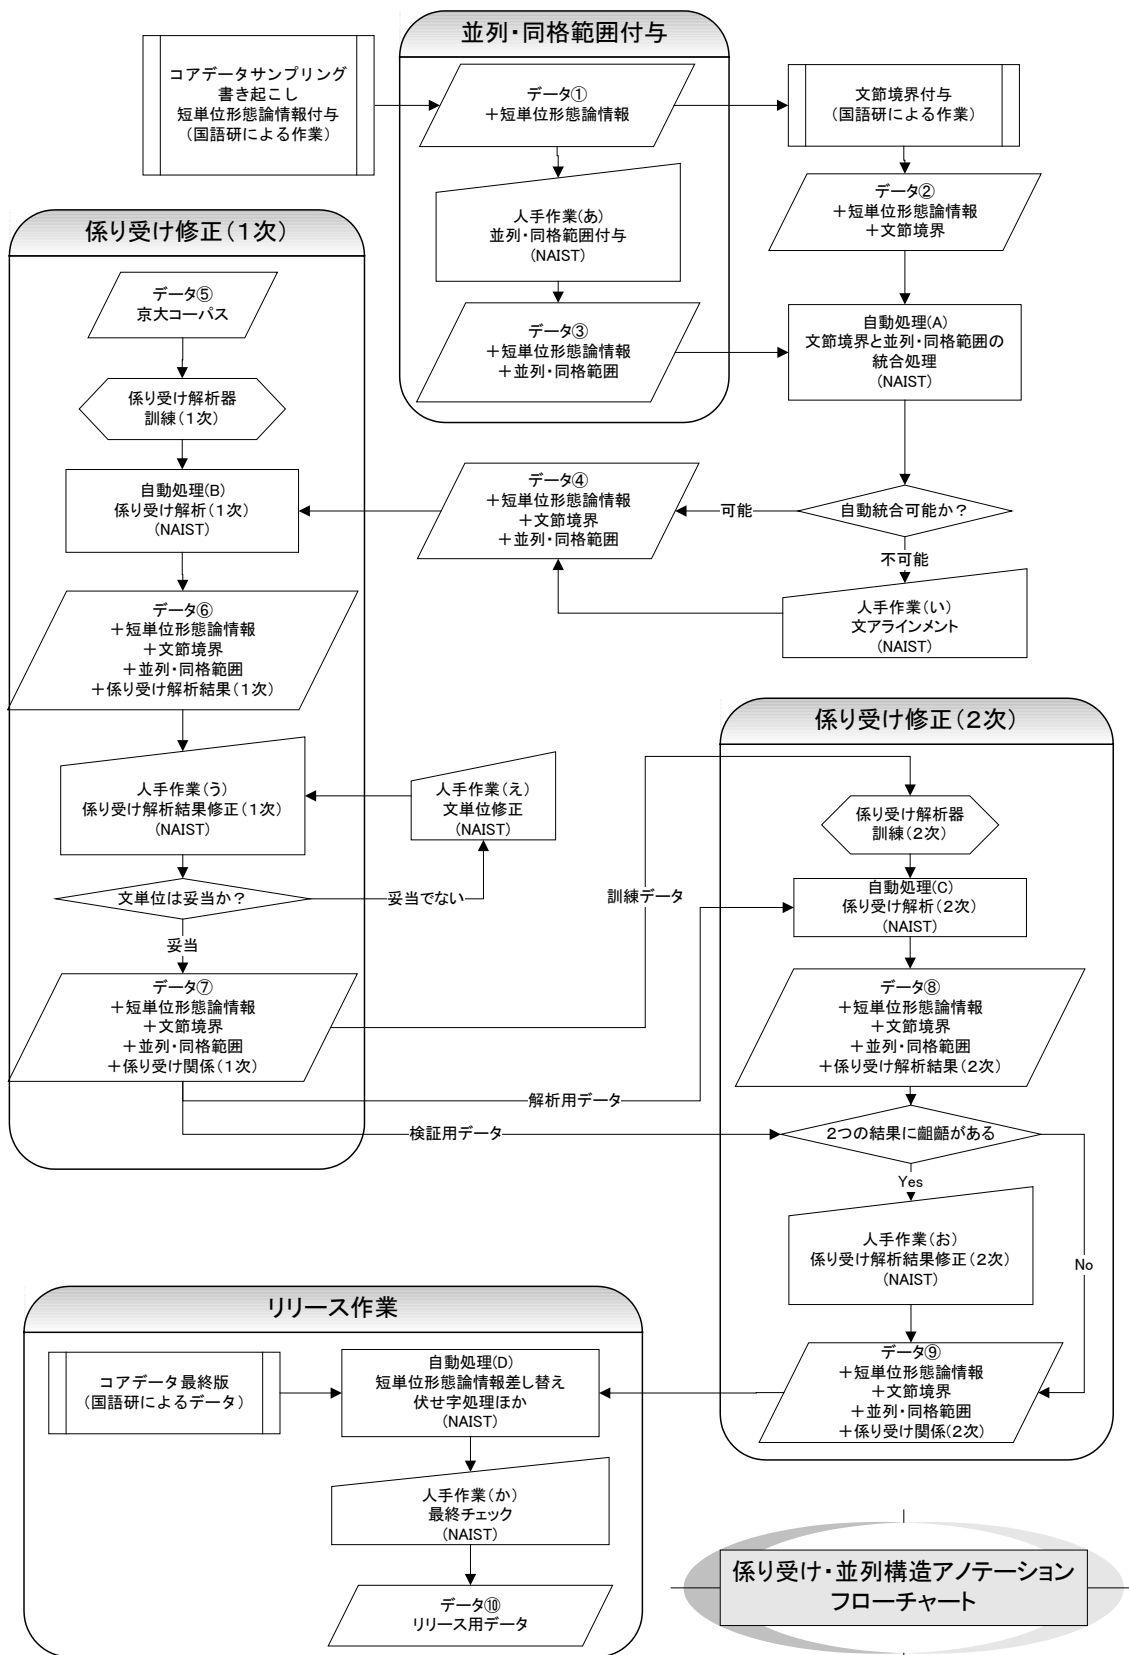 並列・同格範囲付与
コアデータサンプリング
書き起こし
短単位形態論情報付与
(国語研による作業)
データ①
+短単位形態論情報
文節境界付与
(国語研による作業)
人手作業(あ)
並列・同格範囲付与
(NAIST)
データ②
+短単位形態論情報
+文節境界
データ③
+短単位形態論情報
+並列・同格範囲
自動処理(A)
文節境界と並列・同格範囲の
統合処理
(NAIST)
自動統合可能か?
可能
不可能
人手作業(い)
文アラインメント
(NAIST)
データ④
+短単位形態論情報
+文節境界
+並列・同格範囲
係り受け修正(1次)
データ⑤
京大コーパス
係り受け解析器
訓練(1次)
自動処理(B)
係り受け解析(1次)
(NAIST)
データ⑥
+短単位形態論情報
+文節境界
+並列・同格範囲
+係り受け解析結果(1次)
人手作業(う)
係り受け解析結果修正(1次)
(NAIST)
人手作業(え)
文単位修正
(NAIST)
文単位は妥当か?
妥当でない
妥当
データ⑦
+短単位形態論情報
+文節境界
+並列・同格範囲
+係り受け関係(1次)
訓練データ
解析用データ
検証用データ
係り受け修正(2次)
係り受け解析器
訓練(2次)
自動処理(C)
係り受け解析(2次)
(NAIST)
データ⑧
+短単位形態論情報
+文節境界
+並列・同格範囲
+係り受け解析結果(2次)
2つの結果に齟齬がある
Yes
No
人手作業(お)
係り受け解析結果修正(2次)
(NAIST)
データ⑨
+短単位形態論情報
+文節境界
+並列・同格範囲
+係り受け関係(2次)
リリース作業
コアデータ最終版
(国語研によるデータ)
自動処理(D)
短単位形態論情報差し替え
伏せ字処理ほか
(NAIST)
人手作業(か)
最終チェック
(NAIST)
データ⑩
リリース用データ
係り受け・並列構造アノテーション
フローチャート